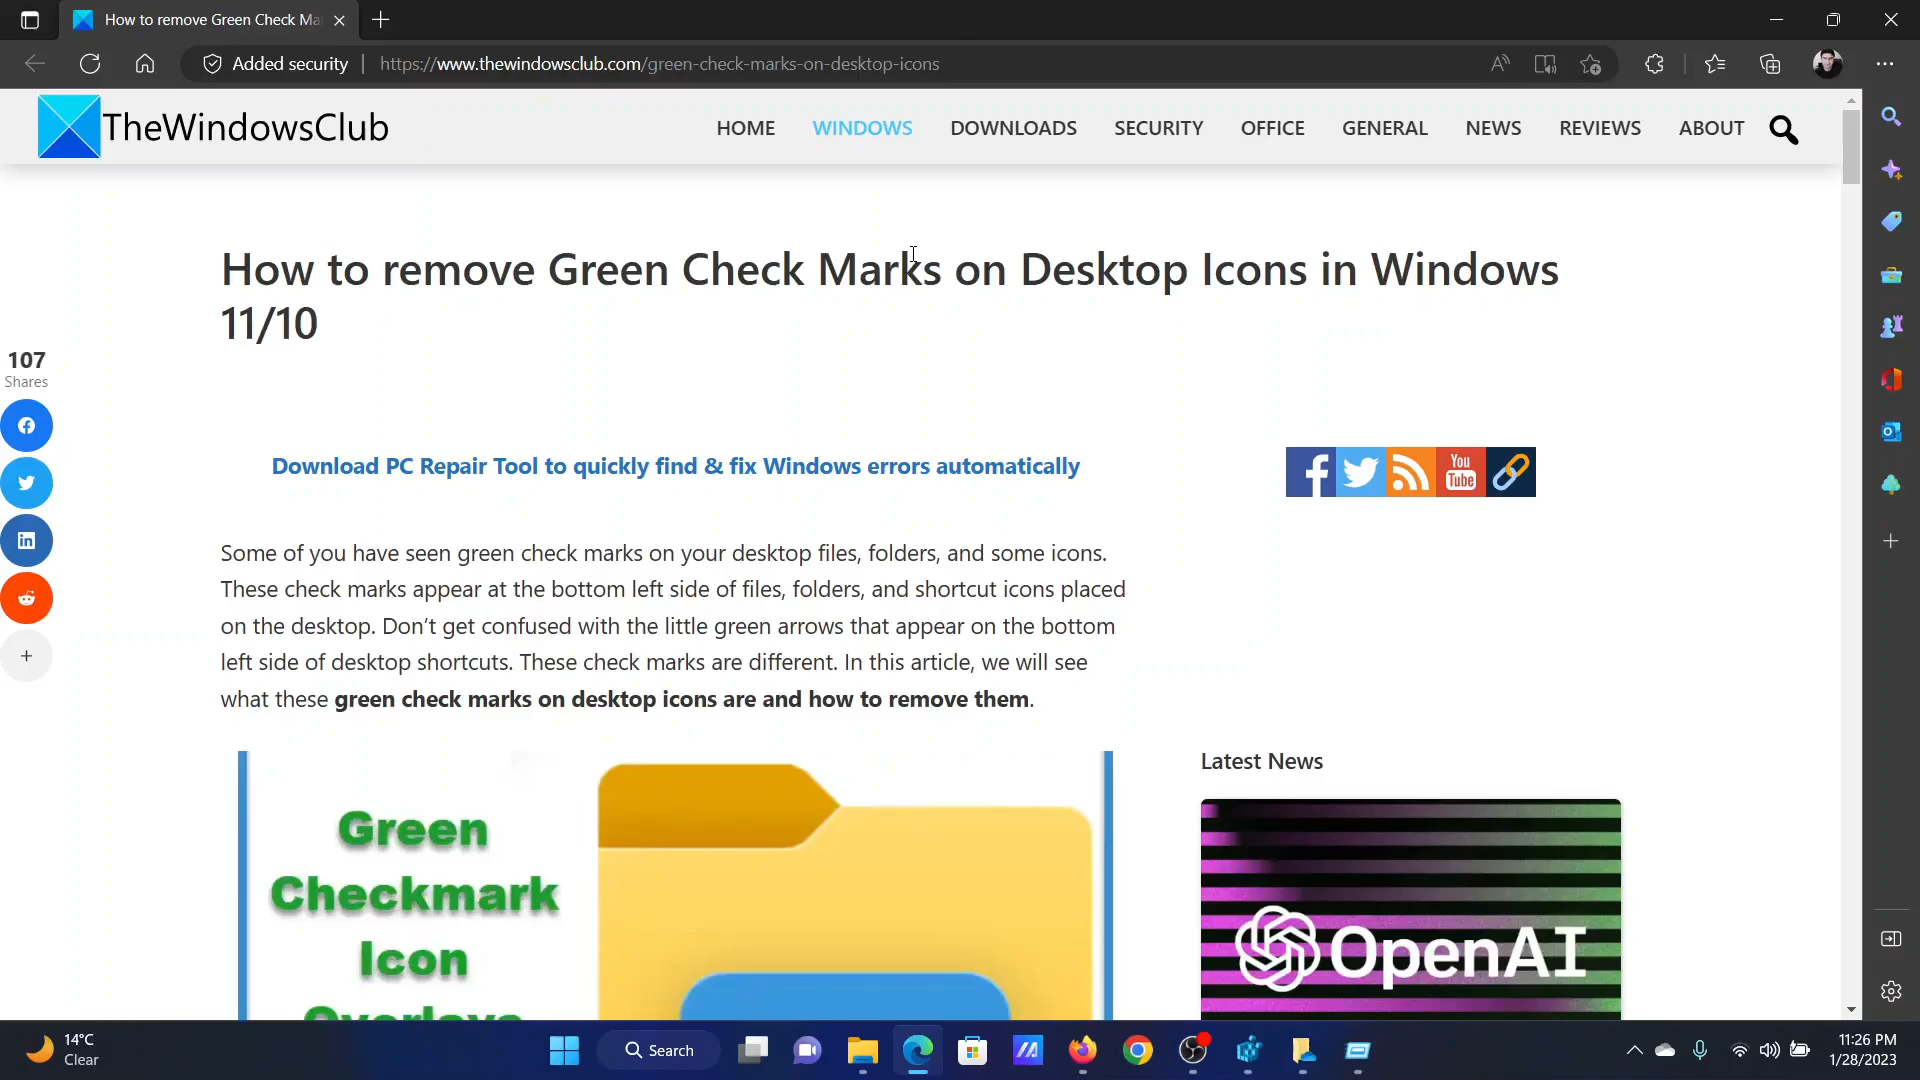 How to remove Green Check Ma
Added security
https://www.thewindowsclub.com/green-check-marks-on-desktop-icons
TheWindowsClub
HOME
WINDOWS
DOWNLOADS
SECURITY
OFFICE
GENERAL
NEWS
REVIEWS
ABOUT
How to remove Green Check Marks on Desktop Icons in Windows
11/10
107
Shares
Download PC Repair Tool to quickly find & fix Windows errors automatically
You
Tube
Some of you have seen green check marks on your desktop files, folders, and some icons.
These check marks appear at the bottom left side of files, folders, and shortcut icons placed
on the desktop. Don’t get confused with the little green arrows that appear on the bottom
left side of desktop shortcuts. These check marks are different. In this article, we will see
what these green check marks on desktop icons are and how to remove them.
Green
Checkmark
Icon
Overlays
Latest News
OpenAI
14°C
Clear
Search
11:26 PM
1/28/2023